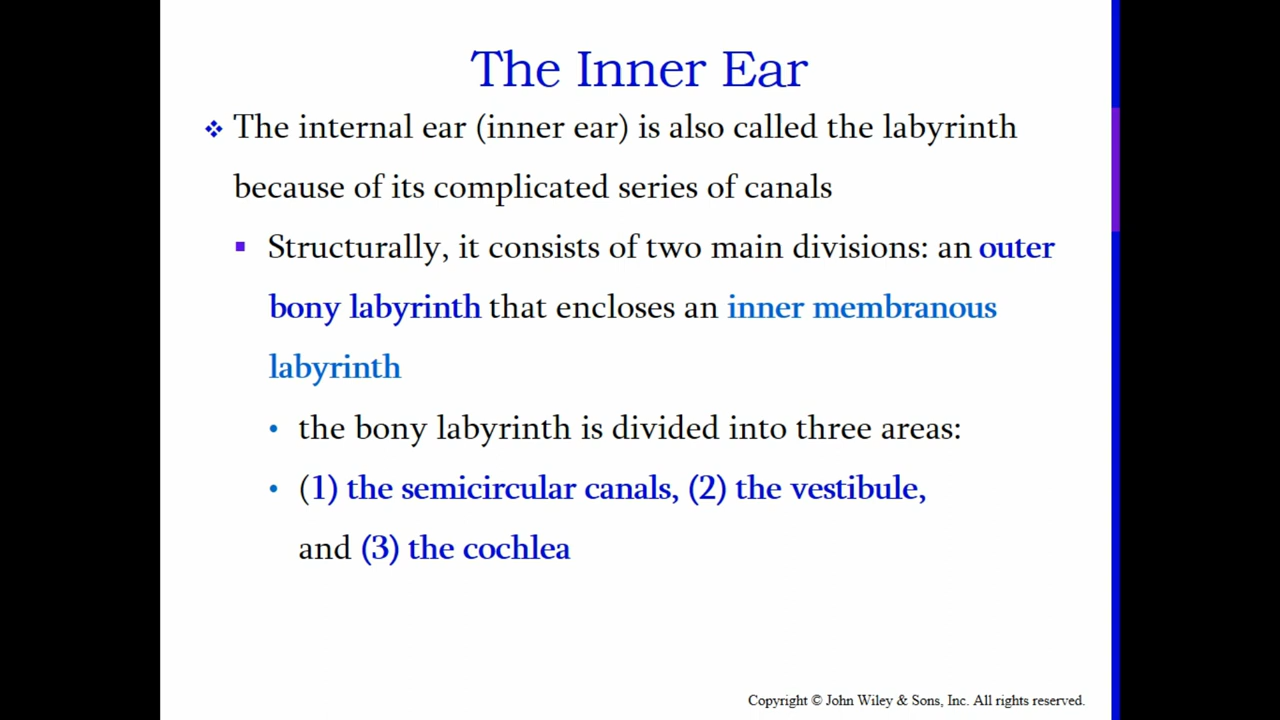 The Inner Ear
The internal ear (inner ear) is also called the labyrinth
because of its complicated series of canals
Structurally, it consists of two main divisions: an outer
bony labyrinth that encloses an inner membranous
labyrinth
the bony labyrinth is divided into three areas:
(1) the semicircular canals, (2) the vestibule,
and (3) the cochlea
Copyright © John Wiley & Sons, Inc. All rights reserved.